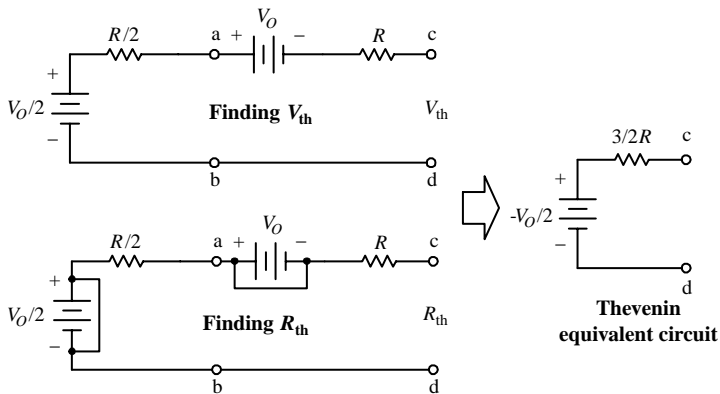 V_O
R/2
a
+
−
R
c
+
V_O/2
−
Finding V_th
V_th
b
d
3/2R
c
+
-V_O/2
−
d
Thevenin
equivalent circuit
V_O
R/2
a
+
−
R
c
+
V_O/2
−
Finding R_th
R_th
b
d